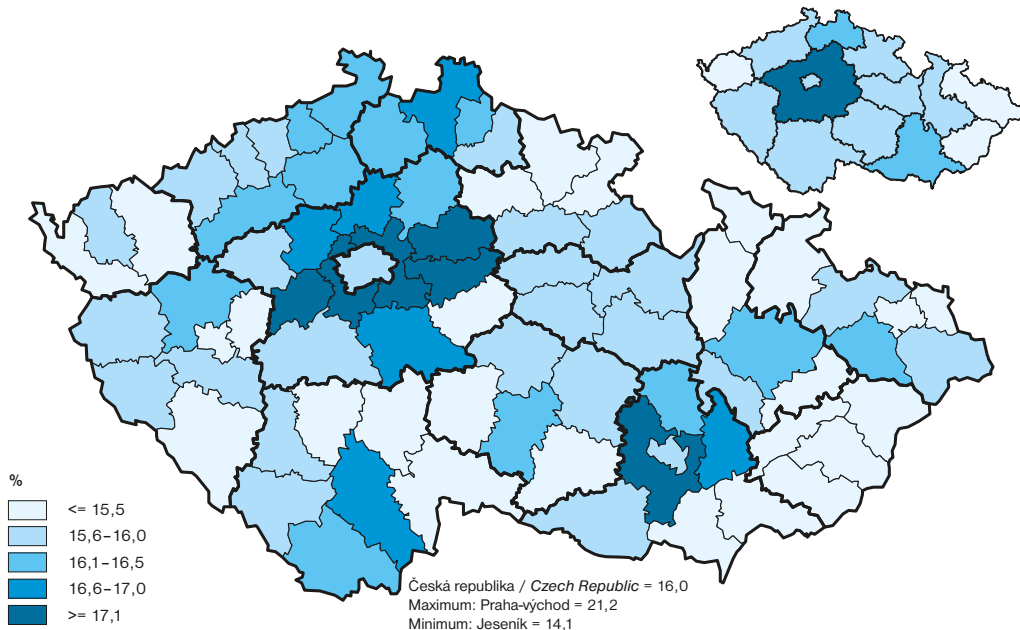 %
<= 15,5
15,6–16,0
16,1–16,5
16,6–17,0
>= 17,1
Česká republika / Czech Republic = 16,0
Maximum: Praha-východ = 21,2
Minimum: Jeseník = 14,1